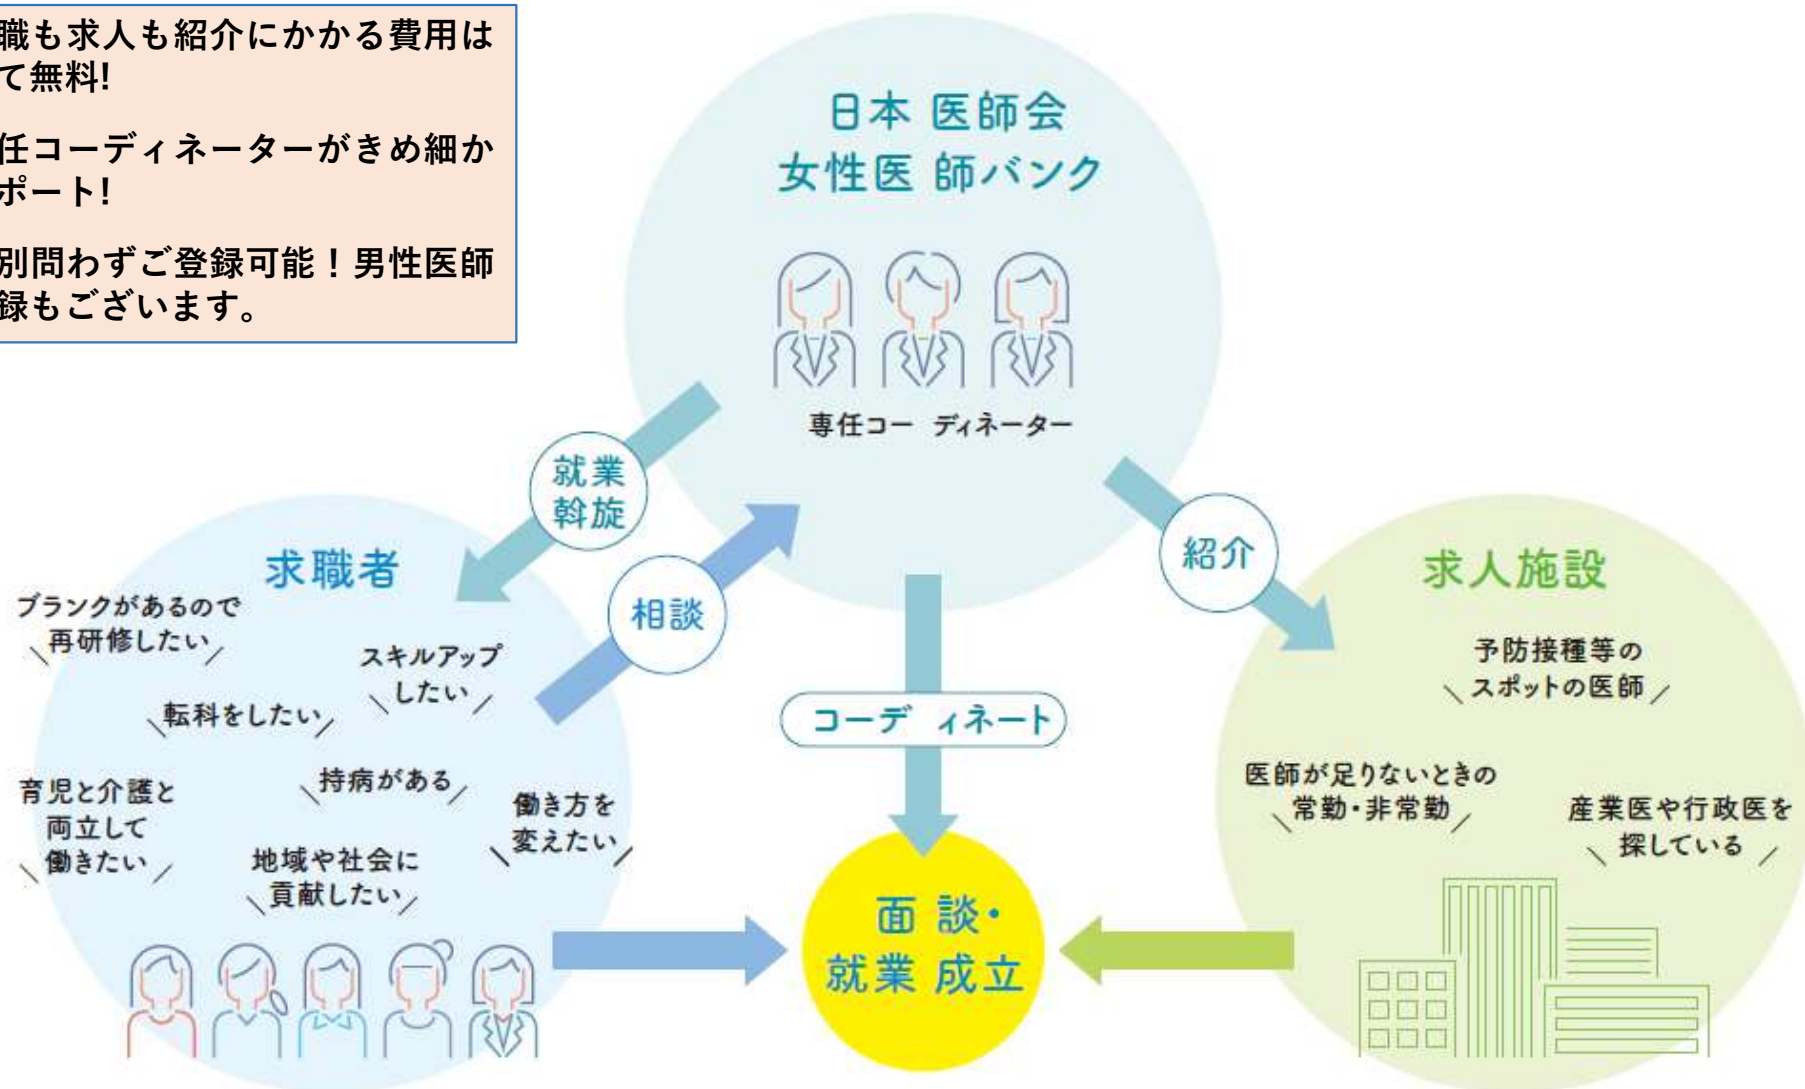 職も求人も紹介にかかる費用は
て無料!
任コーディネーターがきめ細か
ポート!
別問わずご登録可能！男性医師
録もございます。
日本 医師会
女性医 師バンク
専任コー ディネーター
就業
斡旋
相談
紹介
コーデ ィネート
求職者
ブランクがあるので
再研修したい
スキルアップ
したい
転科をしたい
持病がある
育児と介護と
両立して
働きたい
働き方を
変えたい
地域や社会に
貢献したい
求人施設
予防接種等の
スポットの医師
医師が足りないときの
常勤・非常勤
産業医や行政医を
探している
面 談・
就業 成立